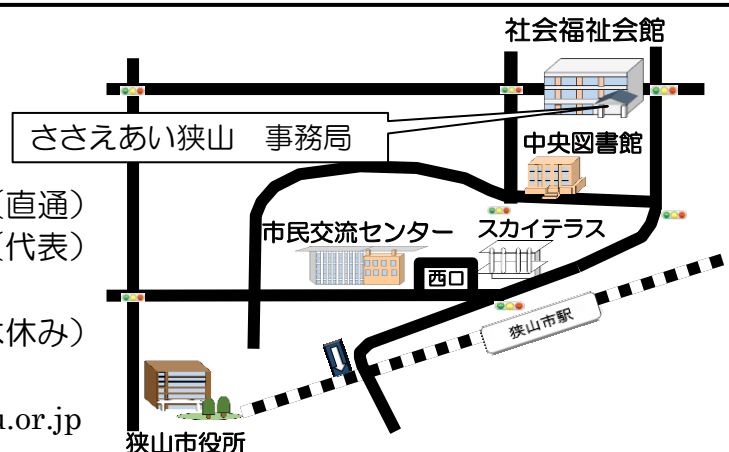 社会福祉会館
ささえあい狭山　事務局
中央図書館
（直通）
（代表）
市民交流センター
スカイテラス
西口
狭山市駅
休み）
u.or.jp
狭山市役所